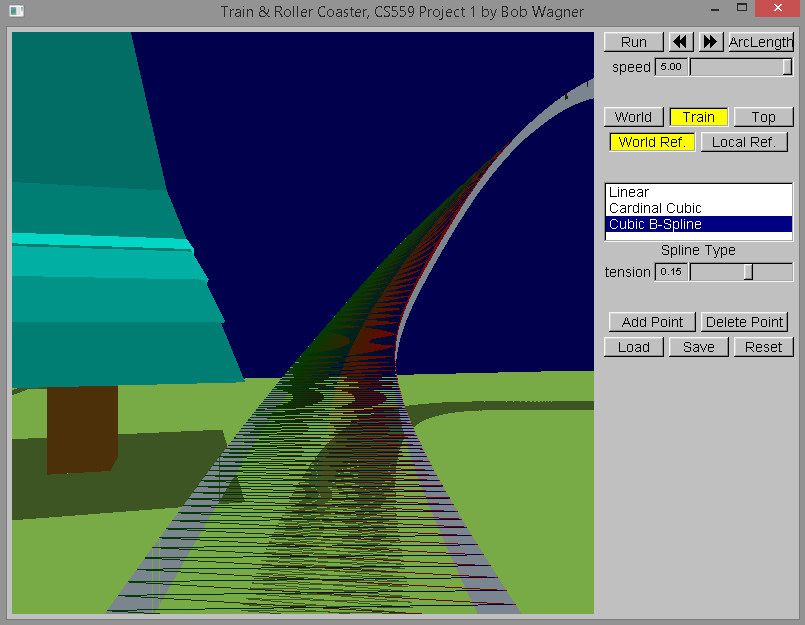 Train & Roller Coaster, CS559 Project 1 by Bob Wagner
Run ArcLength
speed 5.00
World Train Top
World Ref. Local Ref.
Linear
Cardinal Cubic
Cubic B-Spline
Spline Type
tension 0.15
Add Point Delete Point
Load Save Reset